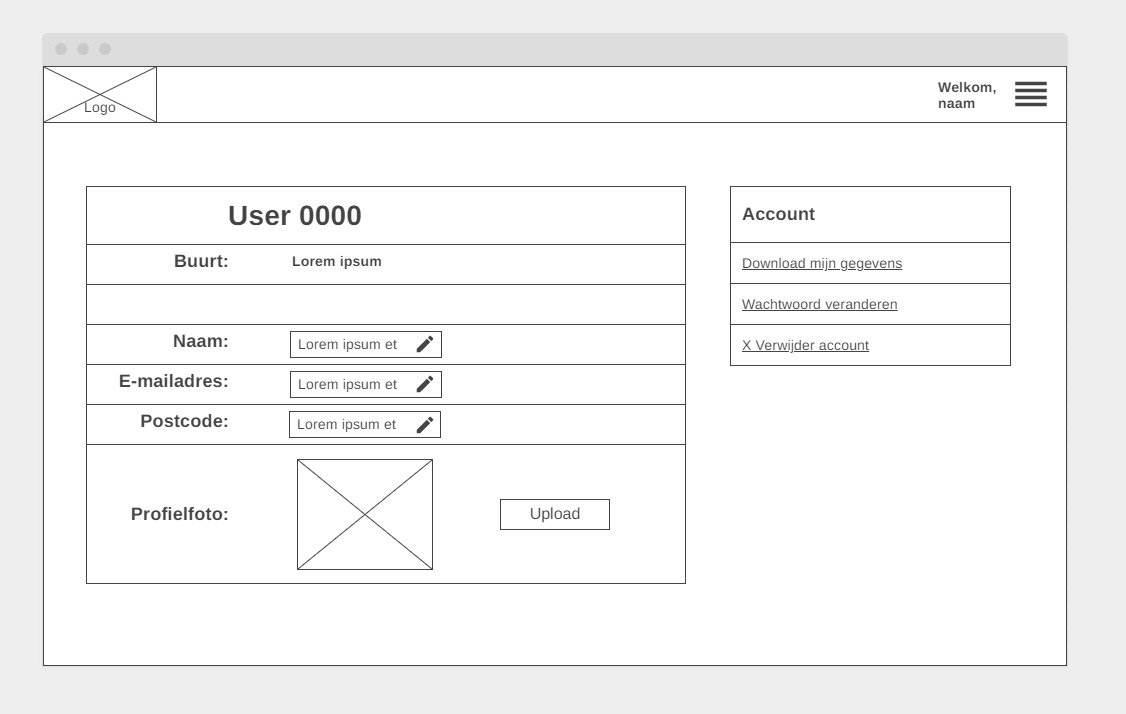 Logo
Welkom,
naam
User 0000
Buurt: Lorem ipsum
Naam: Lorem ipsum et
E-mailadres: Lorem ipsum et
Postcode: Lorem ipsum et
Profielfoto: Upload
Account
Download mijn gegevens
Wachtwoord veranderen
X Verwijder account